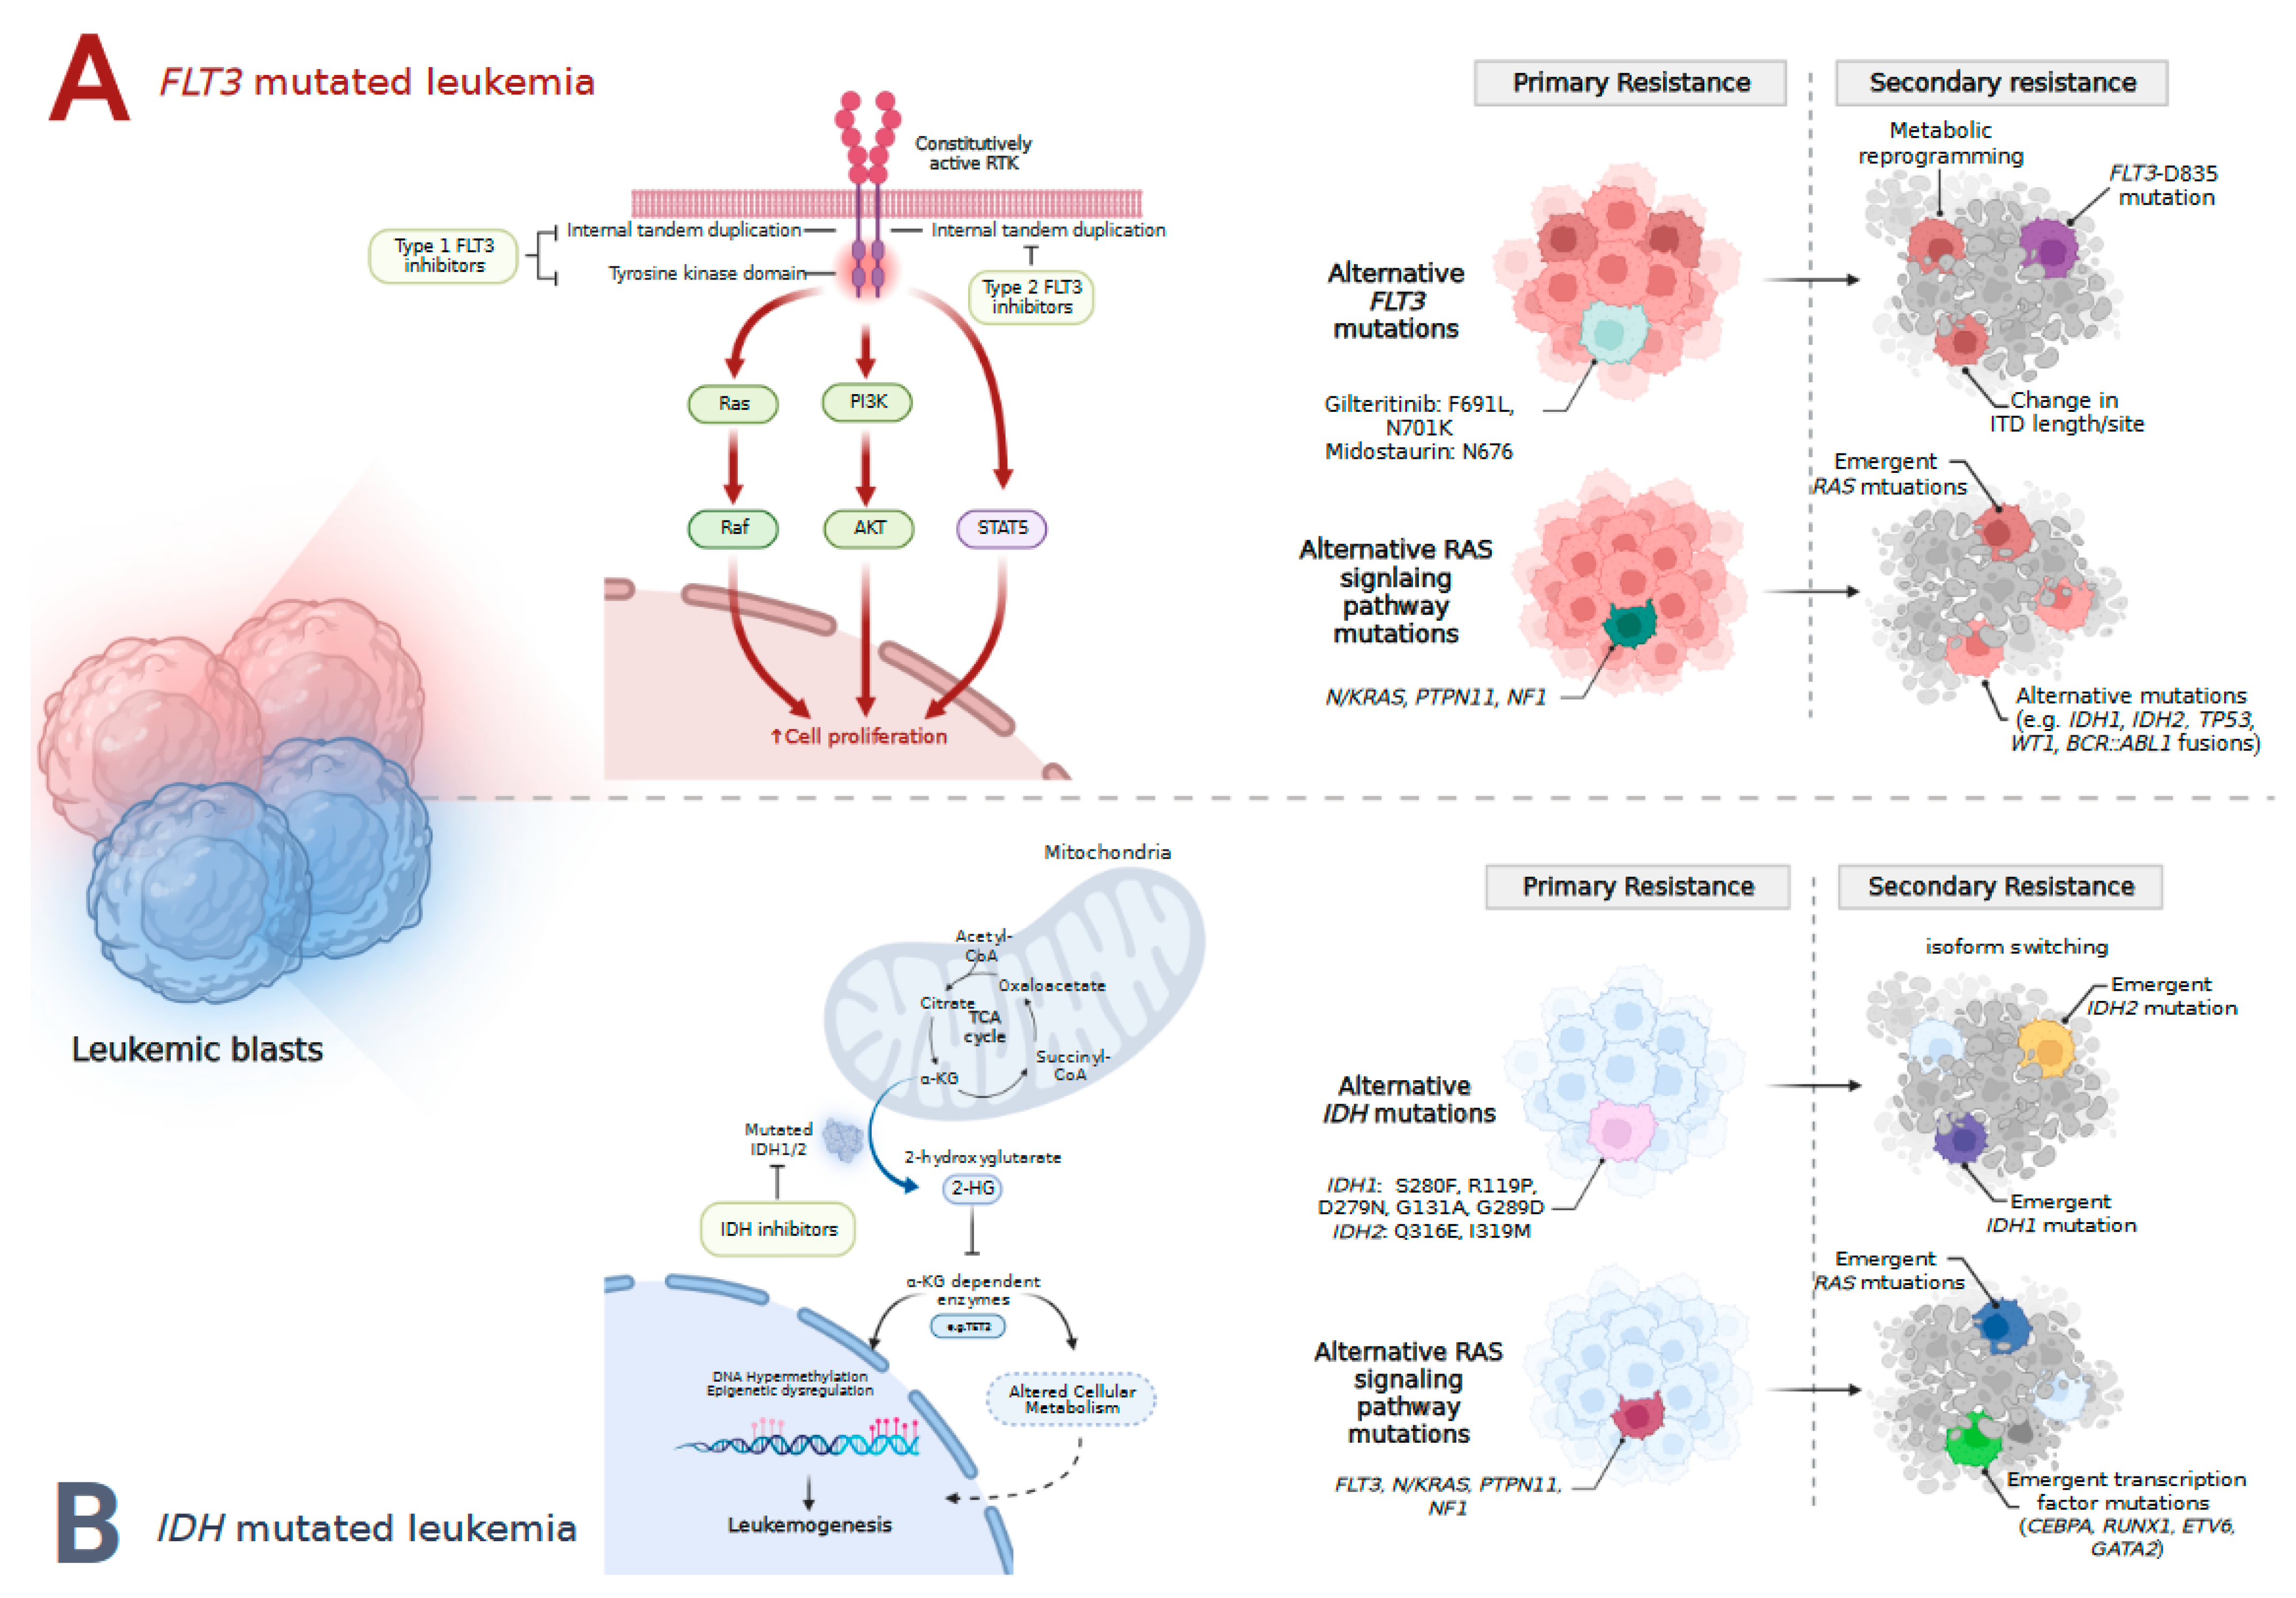 A
FLT3 mutated leukemia
Constitutively
active RTK
Type 1 FLT3
inhibitors
Internal tandem duplication
Tyrosine kinase domain
Internal tandem duplication
Type 2 FLT3
inhibitors
Ras
PI3K
Raf
AKT
STAT5
↑Cell proliferation
Primary Resistance
Secondary resistance
Alternative
FLT3
mutations
Gilteritinib: F691L,
N701K
Midostaurin: N676
Metabolic
reprogramming
FLT3-D835
mutation
Change in
ITD length/site
Alternative RAS
signlaing
pathway
mutations
N/KRAS, PTPN11, NF1
Emergent
RAS mtuations
Alternative mutations
(e.g. IDH1, IDH2, TP53,
WT1, BCR::ABL1 fusions)
Leukemic blasts
B
IDH mutated leukemia
Mitochondria
Acetyl-
CoA
Oxaloacetate
Citrate
TCA
cycle
Succinyl-
CoA
α-KG
Mutated
IDH1/2
2-hydroxyglutarate
2-HG
IDH inhibitors
α-KG dependent
enzymes
e.g.TET2
DNA Hypermethylation
Epigenetic dysregulation
Altered Cellular
Metabolism
Leukemogenesis
Primary Resistance
Secondary Resistance
Alternative
IDH mutations
IDH1: S280F, R119P,
D279N, G131A, G289D
IDH2: Q316E, I319M
isoform switching
Emergent
IDH2 mutation
Emergent
IDH1 mutation
Alternative RAS
signaling
pathway
mutations
FLT3, N/KRAS, PTPN11,
NF1
Emergent
RAS mtuations
Emergent transcription
factor mutations
(CEBPA, RUNX1, ETV6,
GATA2)